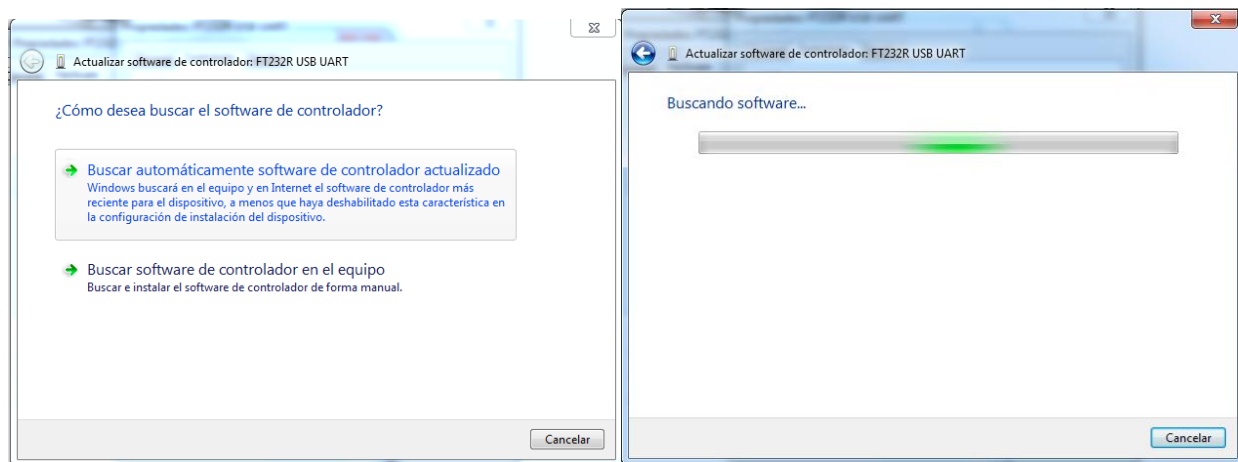 Actualizar software de controlador: FT232R USB UART
¿Cómo desea buscar el software de controlador?
Buscar automáticamente software de controlador actualizado
Windows buscará en el equipo y en Internet el software de controlador más
reciente para el dispositivo, a menos que haya deshabilitado esta característica en
la configuración de instalación del dispositivo.
Buscar software de controlador en el equipo
Buscar e instalar el software de controlador de forma manual.
Cancelar
Actualizar software de controlador: FT232R USB UART
Buscando software...
Cancelar